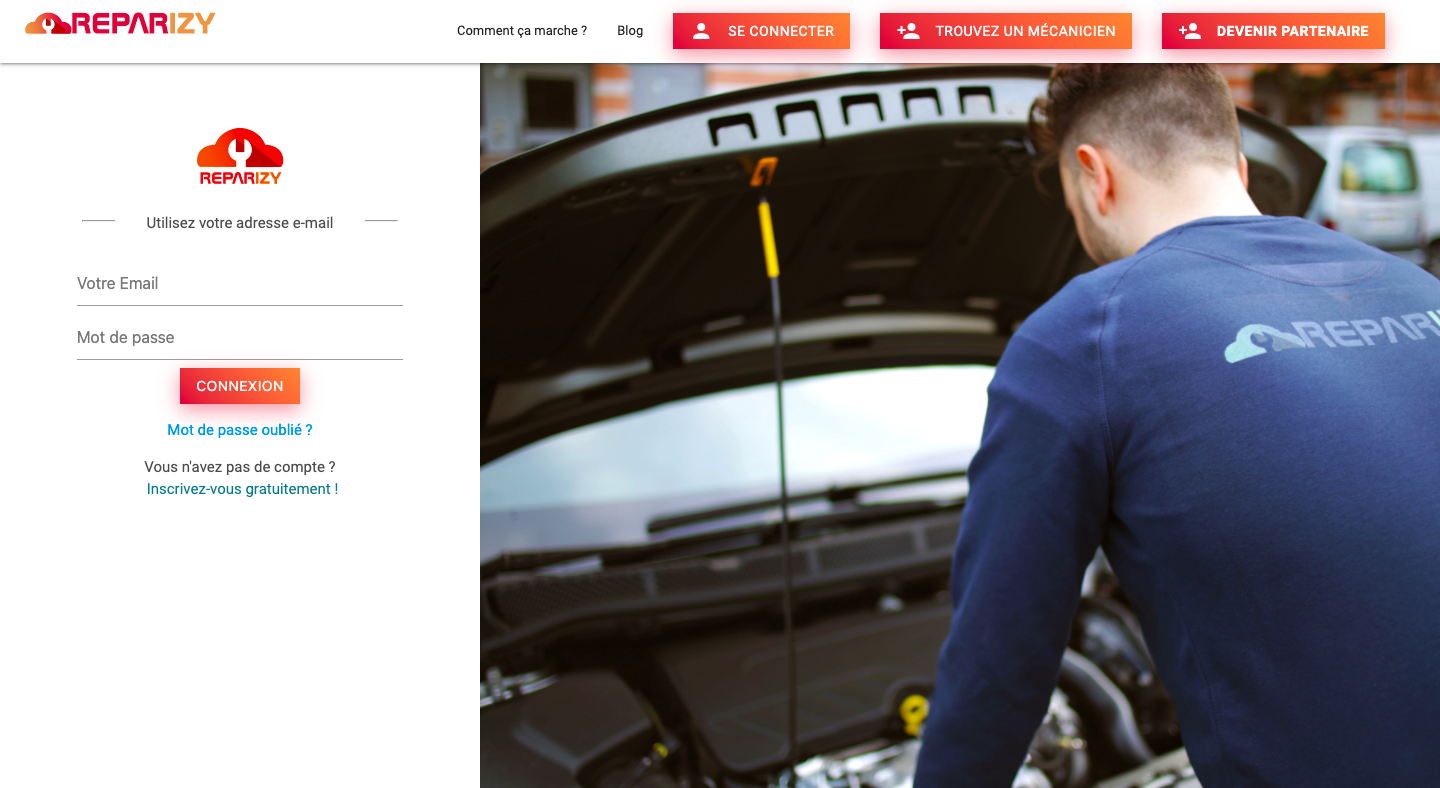 REPARIZY
Comment ça marche ?
Blog
SE CONNECTER
TROUVEZ UN MÉCANICIEN
DEVENIR PARTENAIRE
REPARIZY
Utilisez votre adresse e-mail
Votre Email
Mot de passe
CONNEXION
Mot de passe oublié ?
Vous n'avez pas de compte ?
Inscrivez-vous gratuitement !
REPARI